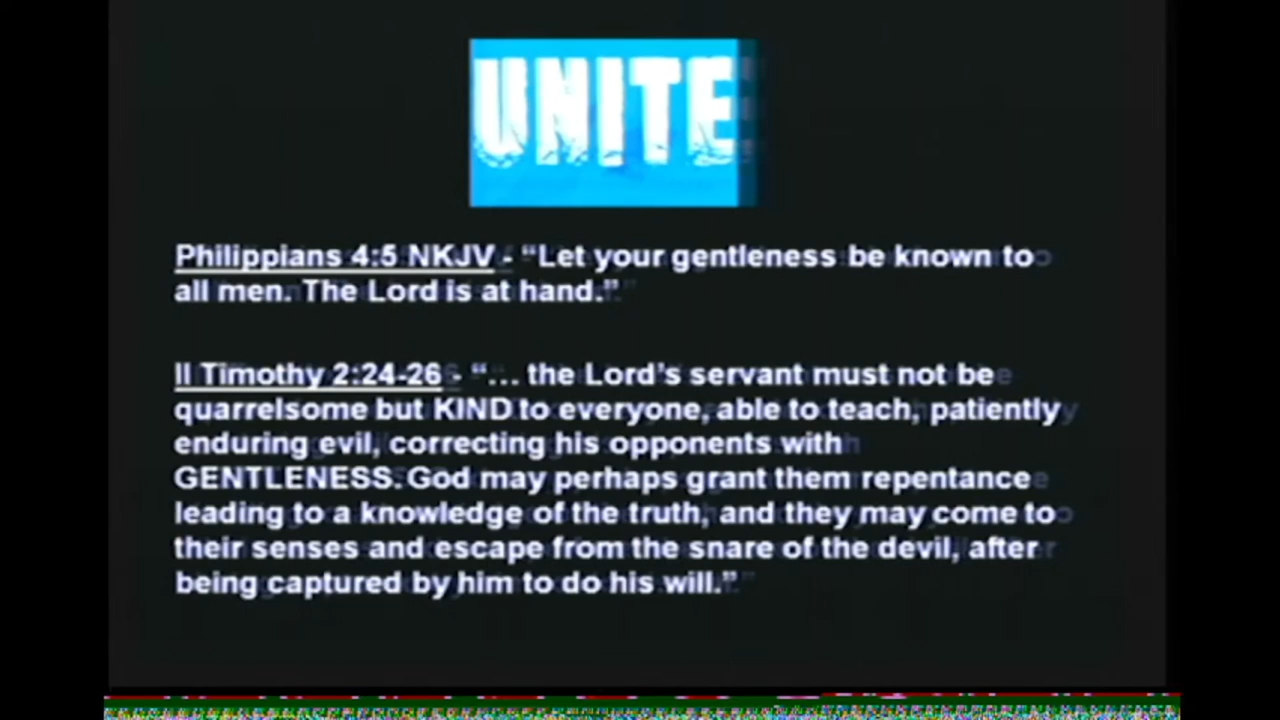 UNITE
Philippians 4:5 NKJV - “Let your gentleness be known to
all men. The Lord is at hand.”
II Timothy 2:24-26 - “… the Lord’s servant must not be
quarrelsome but KIND to everyone, able to teach, patiently
enduring evil, correcting his opponents with
GENTLENESS. God may perhaps grant them repentance
leading to a knowledge of the truth, and they may come to
their senses and escape from the snare of the devil, after
being captured by him to do his will.”